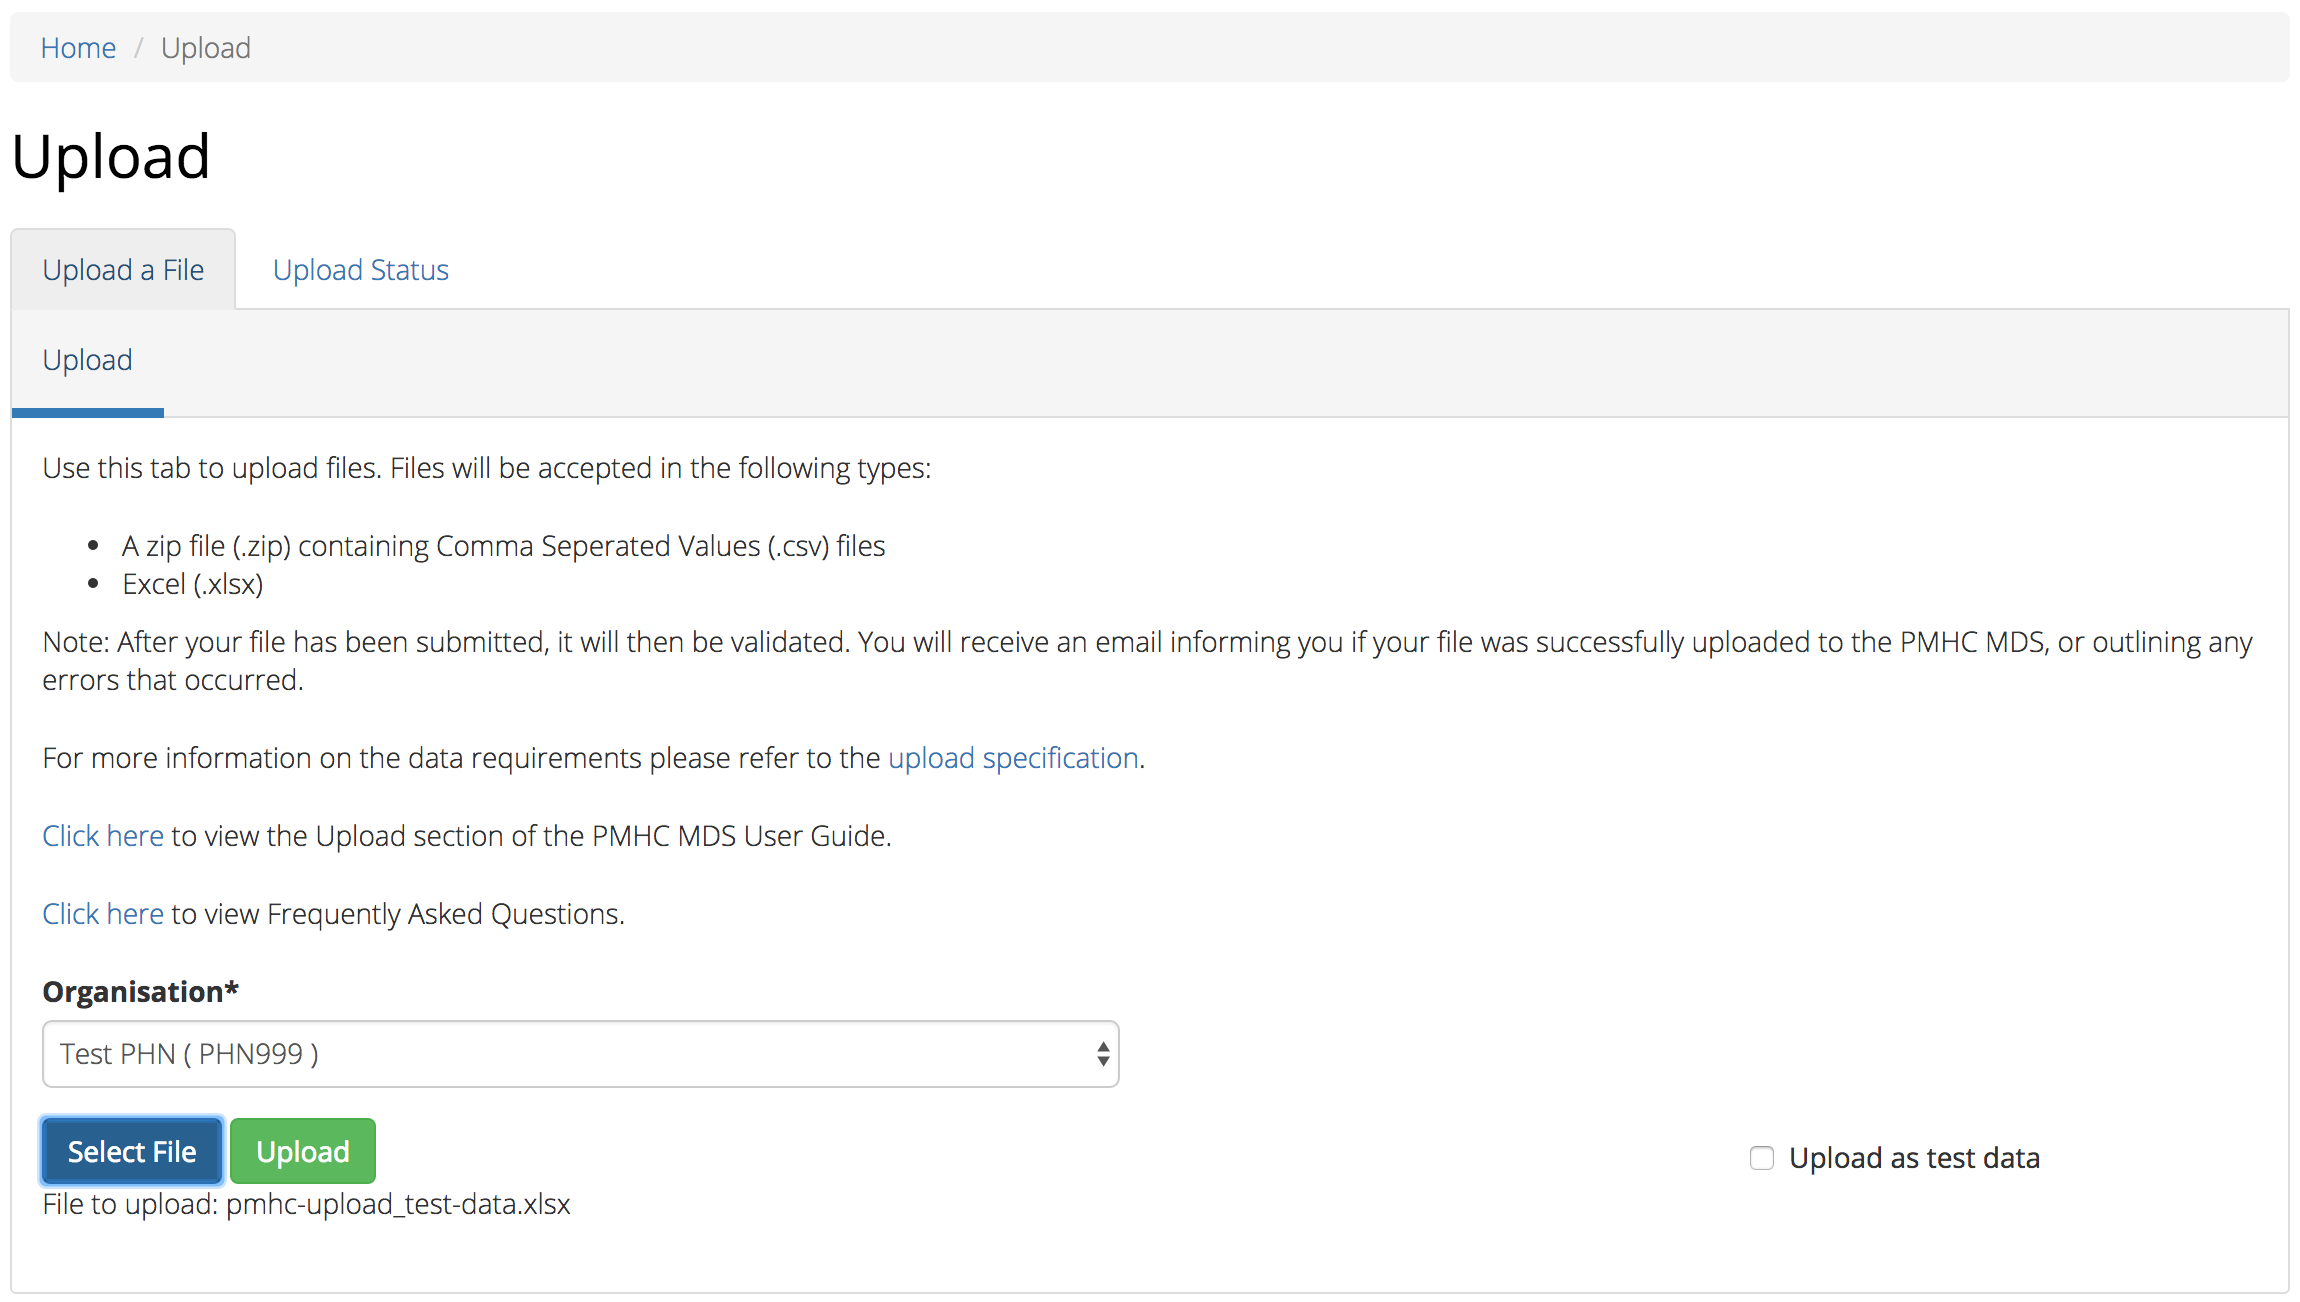 Home / Upload
Upload
Upload a File Upload Status
Upload
Use this tab to upload files. Files will be accepted in the following types:
• A zip file (.zip) containing Comma Seperated Values (.csv) files
• Excel (.xlsx)
Note: After your file has been submitted, it will then be validated. You will receive an email informing you if your file was successfully uploaded to the PMHC MDS, or outlining any
errors that occurred.
For more information on the data requirements please refer to the upload specification.
Click here to view the Upload section of the PMHC MDS User Guide.
Click here to view Frequently Asked Questions.
Organisation*
Test PHN ( PHN999 )
Select File Upload Upload as test data
File to upload: pmhc-upload_test-data.xlsx